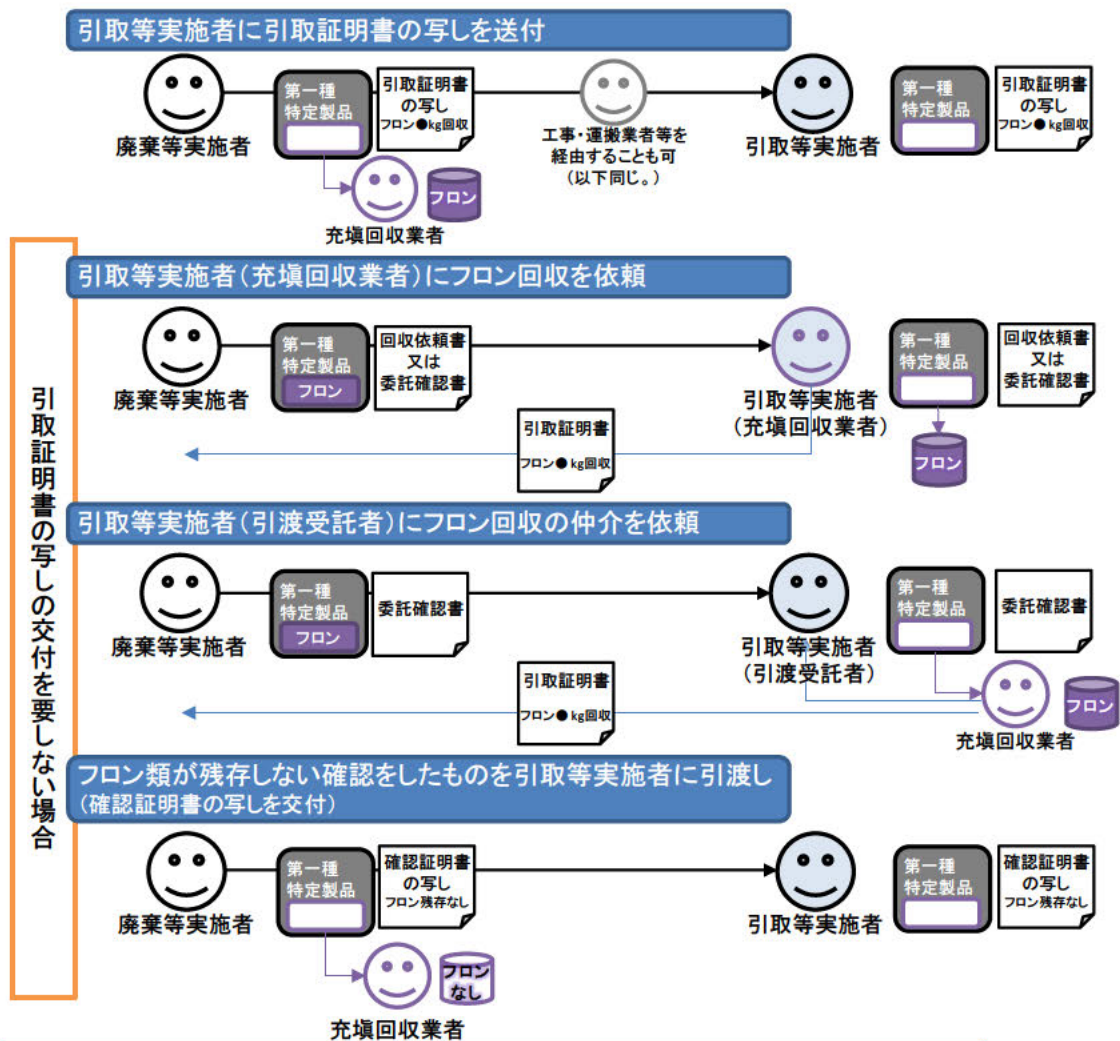 引取等実施者に引取証明書の写しを送付
第一種
特定製品
引取証明書
の写し
フロン●kg回収
廃棄等実施者
工事・運搬業者等を
経由することも可
(以下同じ。)
引取等実施者
第一種
特定製品
引取証明書
の写し
フロン●kg回収
フロン
充塡回収業者
引取証明書の写しの交付を要しない場合
引取等実施者(充塡回収業者)にフロン回収を依頼
第一種
特定製品
フロン
回収依頼書
又は
委託確認書
廃棄等実施者
引取等実施者
(充塡回収業者)
第一種
特定製品
回収依頼書
又は
委託確認書
フロン
引取証明書
フロン●kg回収
引取等実施者(引渡受託者)にフロン回収の仲介を依頼
第一種
特定製品
フロン
委託確認書
廃棄等実施者
引取等実施者
(引渡受託者)
第一種
特定製品
委託確認書
引取証明書
フロン●kg回収
フロン
充塡回収業者
フロン類が残存しない確認をしたものを引取等実施者に引渡し
(確認証明書の写しを交付)
第一種
特定製品
確認証明書
の写し
フロン残存なし
廃棄等実施者
引取等実施者
第一種
特定製品
確認証明書
の写し
フロン残存なし
フロン
なし
充塡回収業者